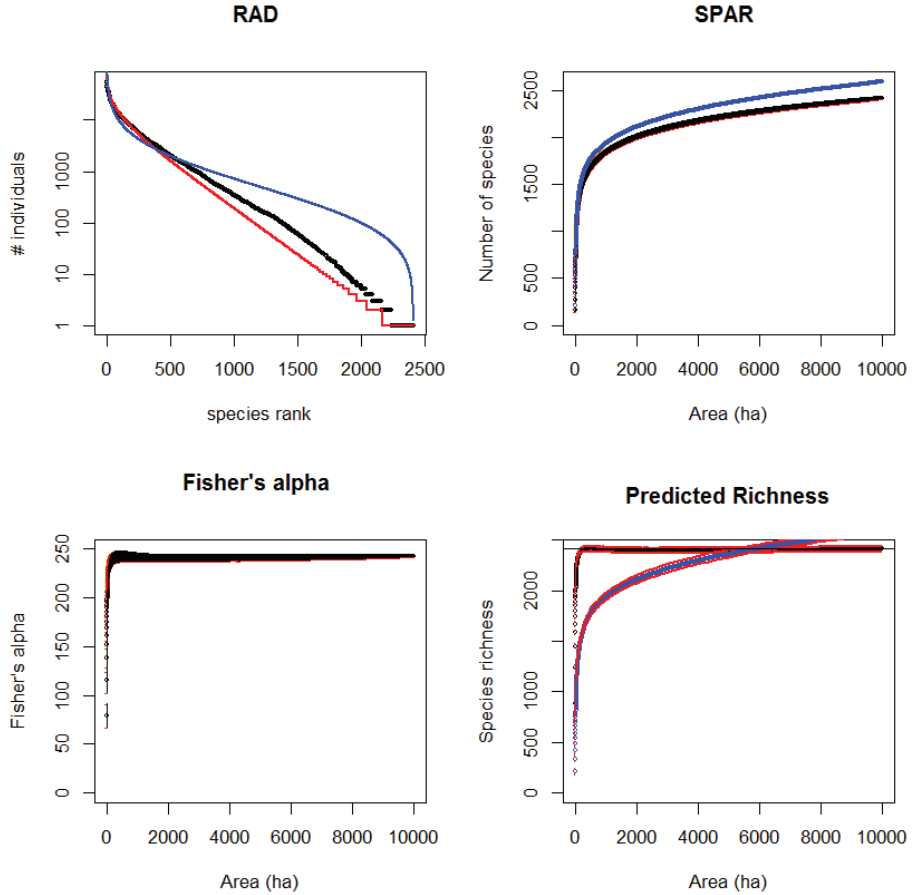 RAD
# individuals
1000
100
10
1
0 500 1000 1500 2000 2500
species rank
SPAR
Number of species
2500
1500
500
0
0 2000 4000 6000 8000 10000
Area (ha)
Fisher's alpha
Fisher's alpha
250
200
150
100
50
0
0 2000 4000 6000 8000 10000
Area (ha)
Predicted Richness
Species richness
2000
1000
500
0
0 2000 4000 6000 8000 10000
Area (ha)